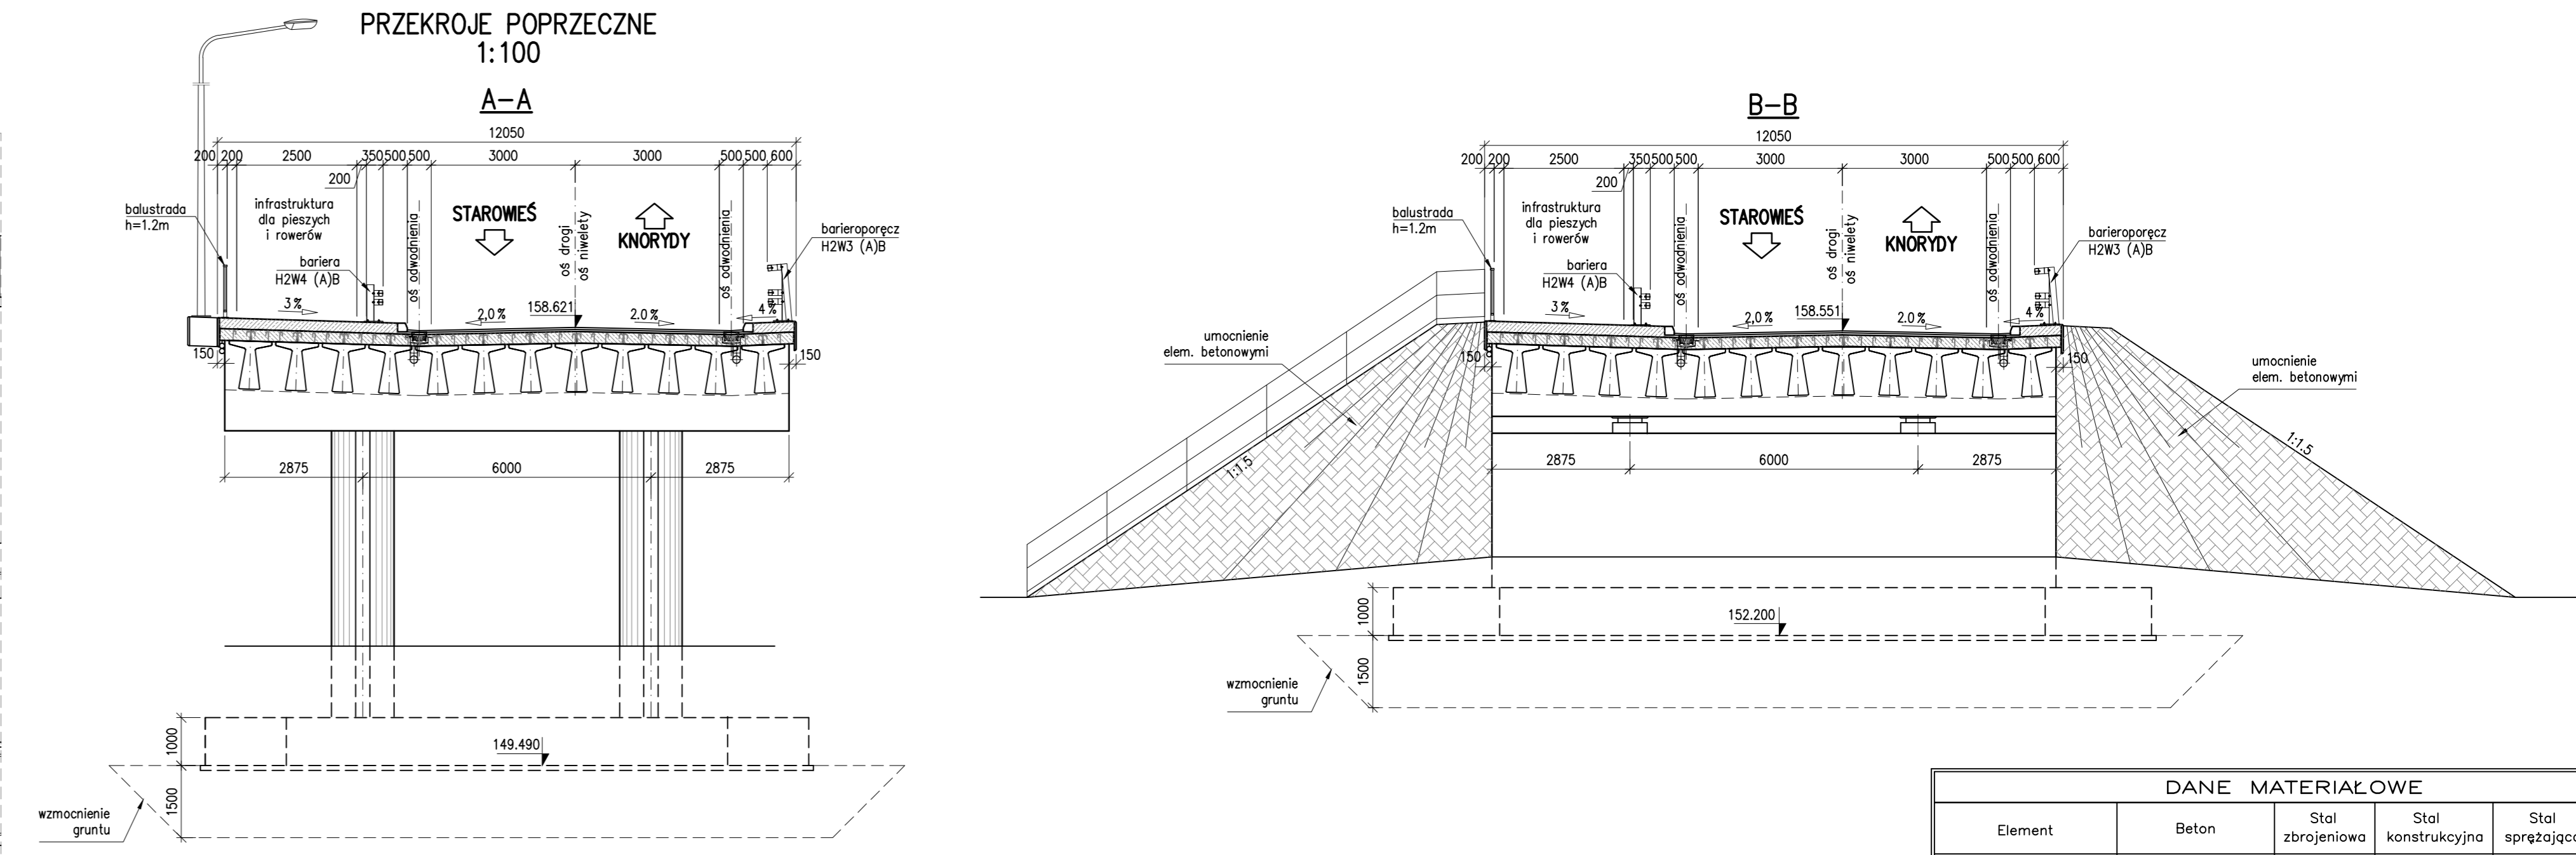 PRZEKROJE POPRZECZNE
1:100
A-A
12050
200 200 2500 350 500 500 3000 3000 500 500 600
200
infrastruktura
dla pieszych
i rowerów
balustrada
h=1.2m
bariera
H2W4 (A)B
STAROWIEŚ
KNORYDY
oś odwodnienia
oś drogi
oś niwelety
oś odwodnienia
barieroporęcz
H2W3 (A)B
3%
2,0%
158.621
2.0%
4%
150
150
2875 6000 2875
1000
149.490
1500
wzmocnienie
gruntu
B-B
12050
200 200 2500 350 500 500 3000 3000 500 500 600
200
infrastruktura
dla pieszych
i rowerów
balustrada
h=1.2m
bariera
H2W4 (A)B
STAROWIEŚ
KNORYDY
oś odwodnienia
oś drogi
oś niwelety
oś odwodnienia
barieroporęcz
H2W3 (A)B
3%
2,0%
158.551
2.0%
4%
umocnienie
elem. betonowymi
150
150
umocnienie
elem. betonowymi
1:1.5
1:1.5
2875 6000 2875
1000
152.200
1500
wzmocnienie
gruntu
DANE MATERIAŁOWE
Element
Beton
Stal
zbrojeniowa
Stal
konstrukcyjna
Stal